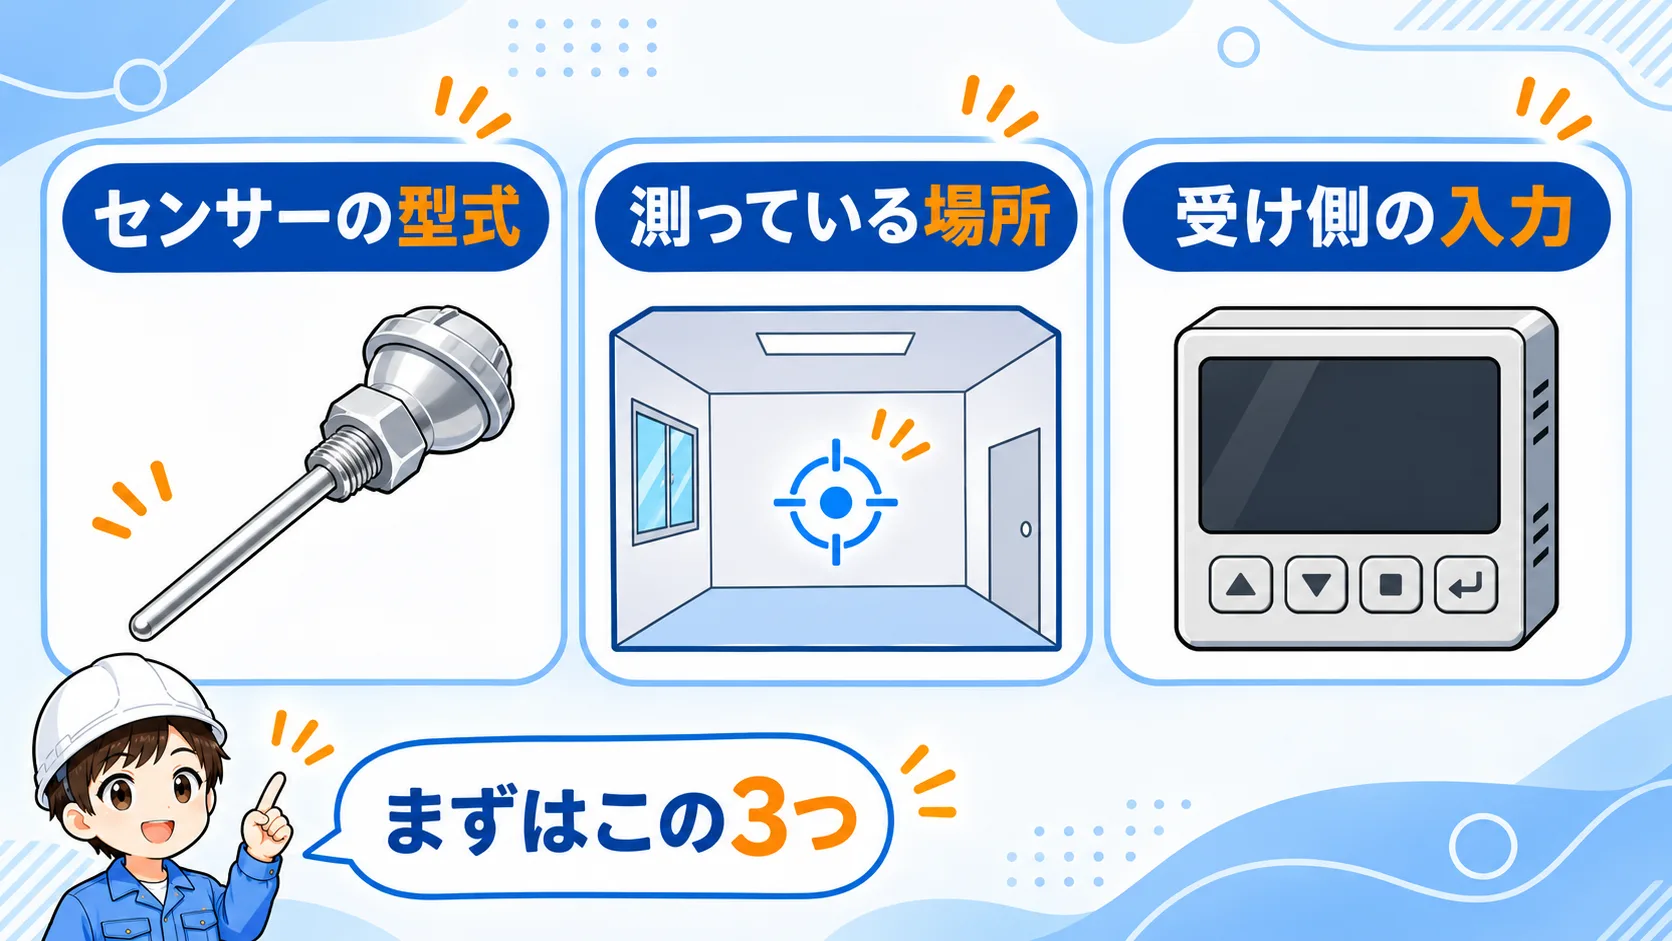 センサーの型式
測っている場所
受け側の入力
まずはこの3つ